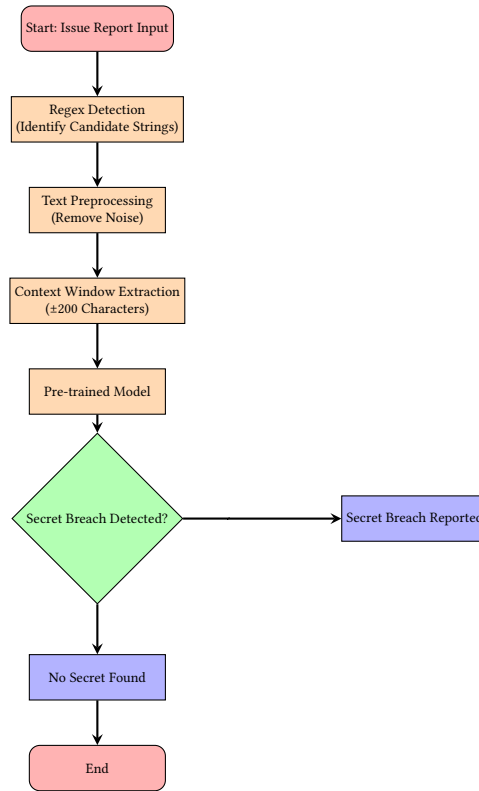 Start: Issue Report Input
Regex Detection
(Identify Candidate Strings)
Text Preprocessing
(Remove Noise)
Context Window Extraction
(±200 Characters)
Pre-trained Model
Secret Breach Detected?
Secret Breach Reported
No Secret Found
End